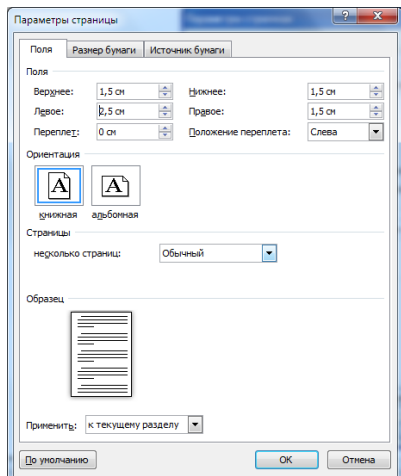 Параметры страницы
Поля Размер бумаги Источник бумаги
Поля
Верхнее: 1,5 см Нижнее: 1,5 см
Левое: 2,5 см Правое: 1,5 см
Переплет: 0 см Положение переплета: Слева
Ориентация
A A
книжная альбомная
Страницы
несколько страниц: Обычный
Образец
Применить: к текущему разделу
По умолчанию ОК Отмена